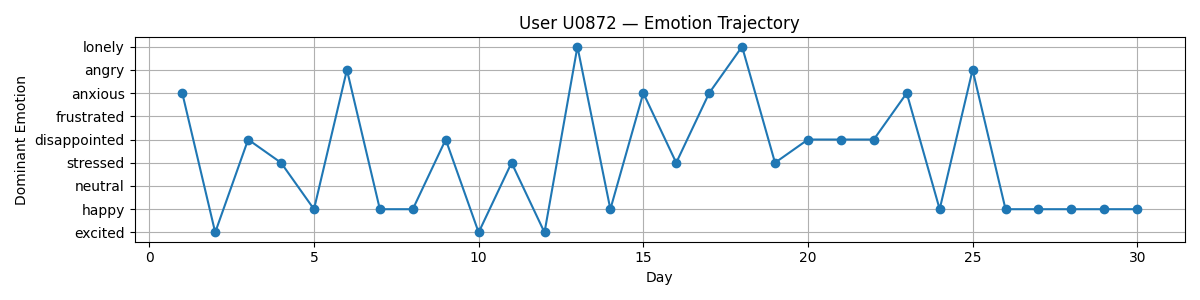 User U0872 — Emotion Trajectory
Dominant Emotion
lonely
angry
anxious
frustrated
disappointed
stressed
neutral
happy
excited
0 5 10 15 20 25 30
Day